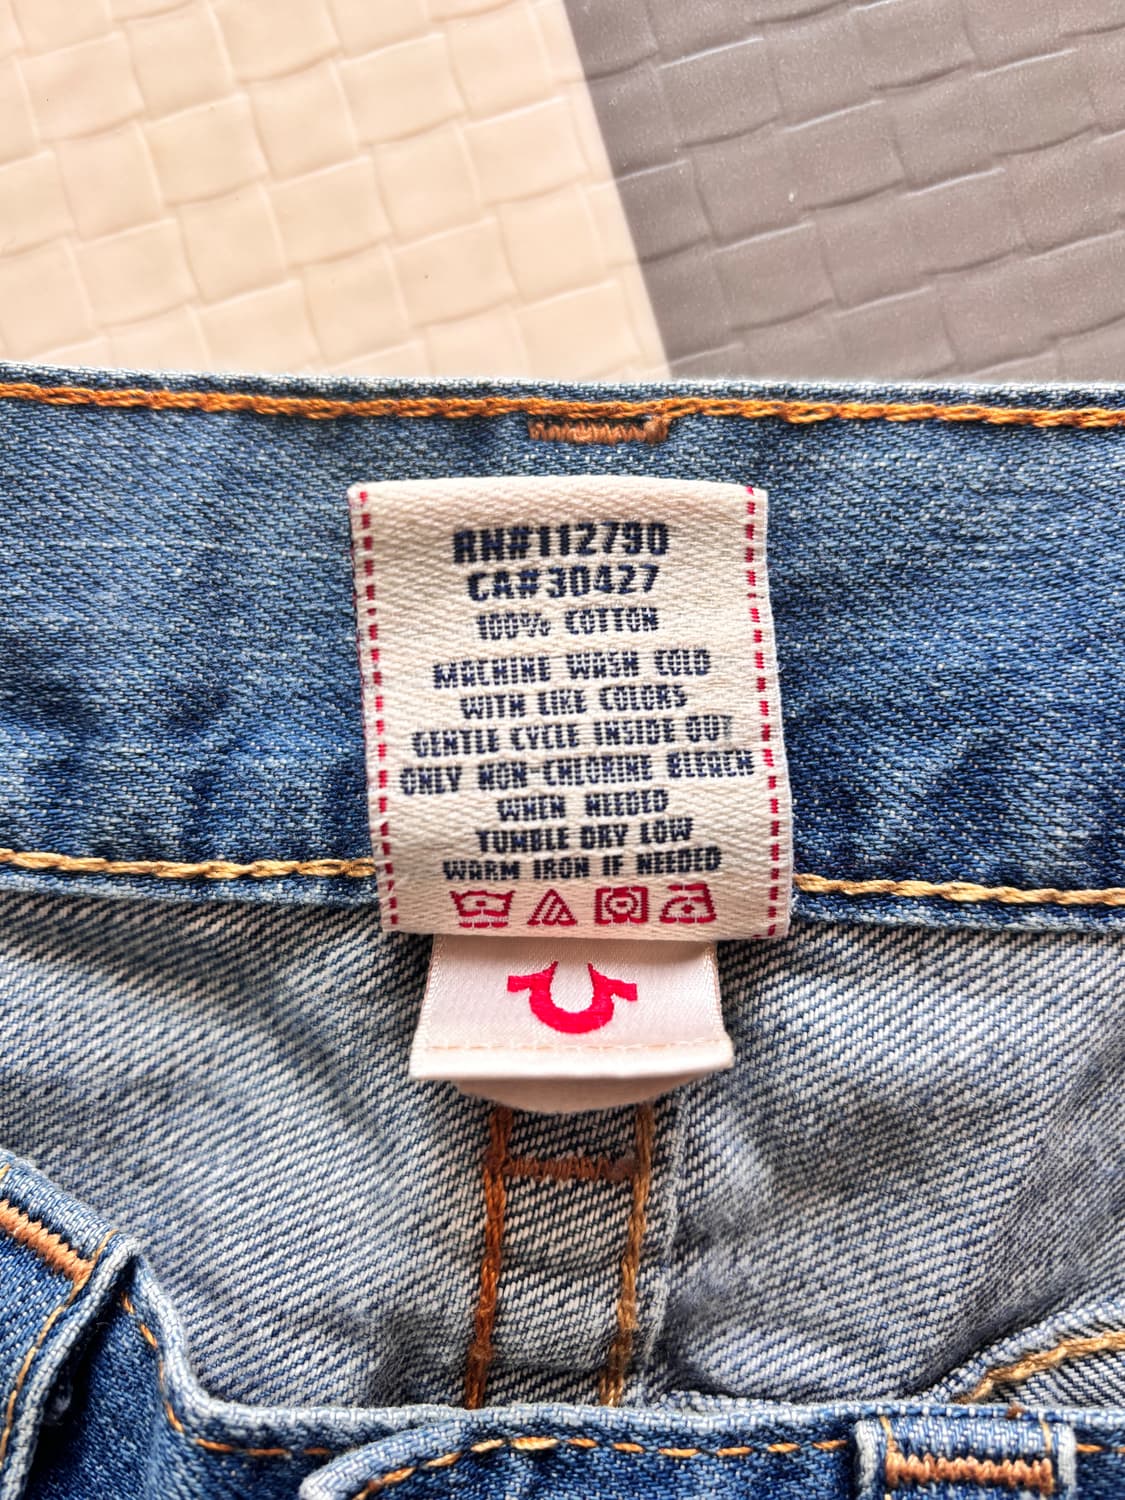 RN#112790
CA#30427
100% COTTON
MACHINE WASH COLD
WITH LIKE COLORS
GENTLE CYCLE INSIDE OUT
ONLY NON-CHLORINE BLEACH
WHEN NEEDED
TUMBLE DRY LOW
WARM IRON IF NEEDED